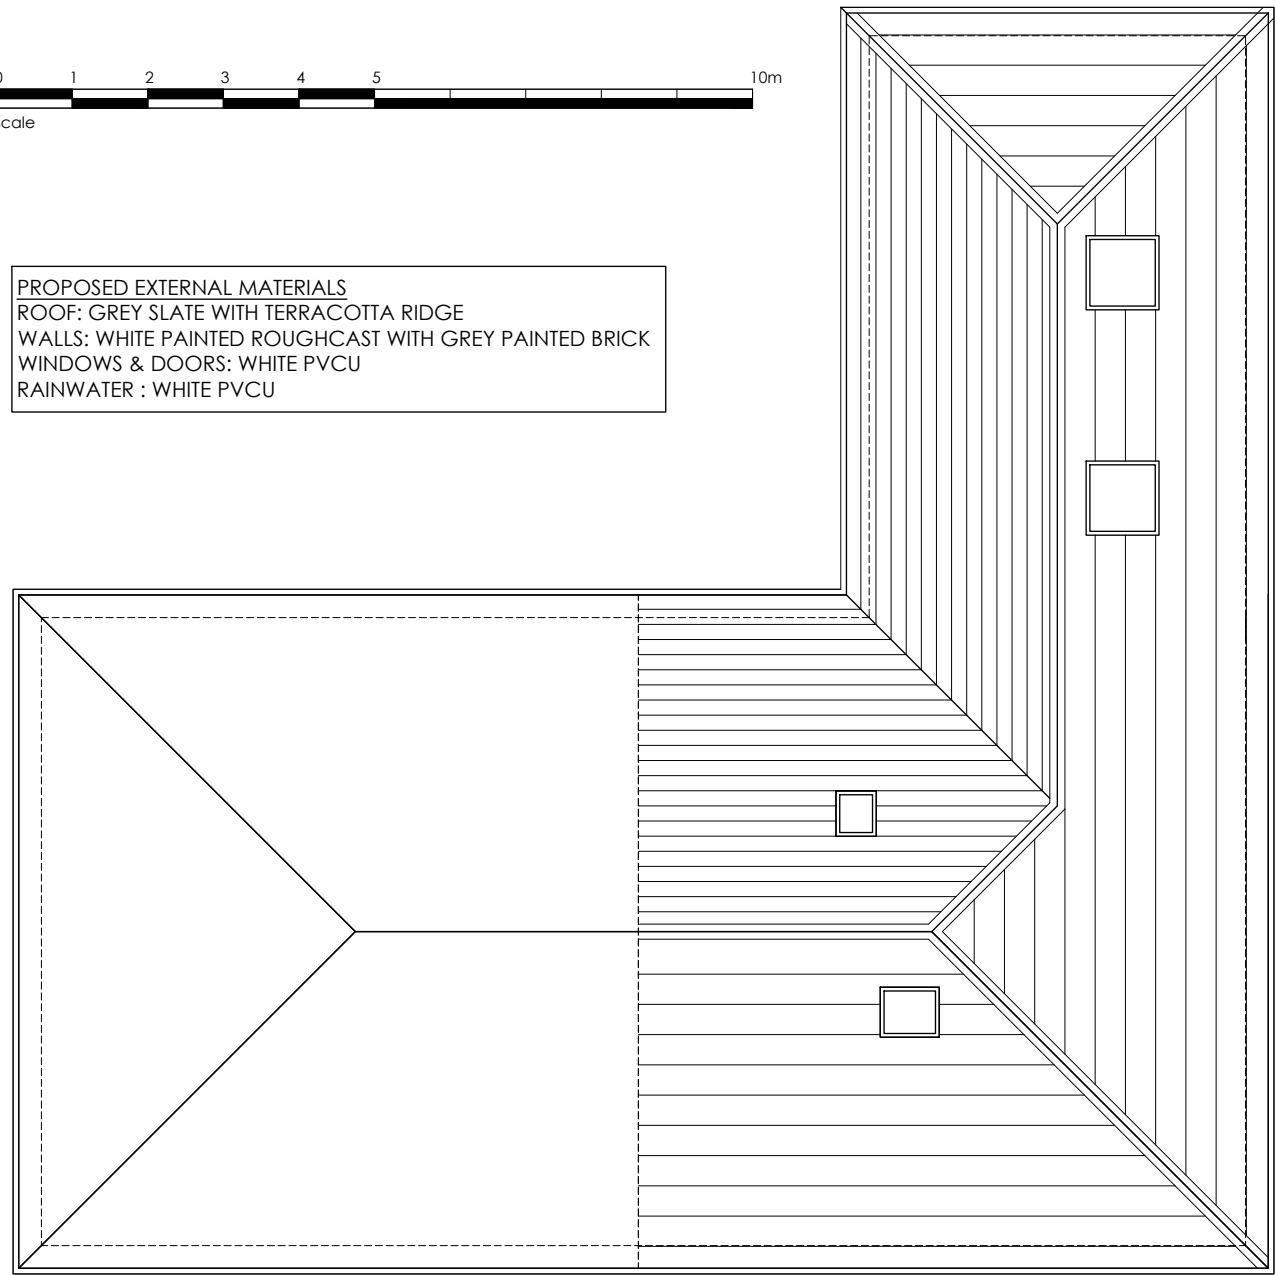 0 1 2 3 4 5 10m
cale
PROPOSED EXTERNAL MATERIALS
ROOF: GREY SLATE WITH TERRACOTTA RIDGE
WALLS: WHITE PAINTED ROUGHCAST WITH GREY PAINTED BRICK
WINDOWS & DOORS: WHITE PVCU
RAINWATER : WHITE PVCU